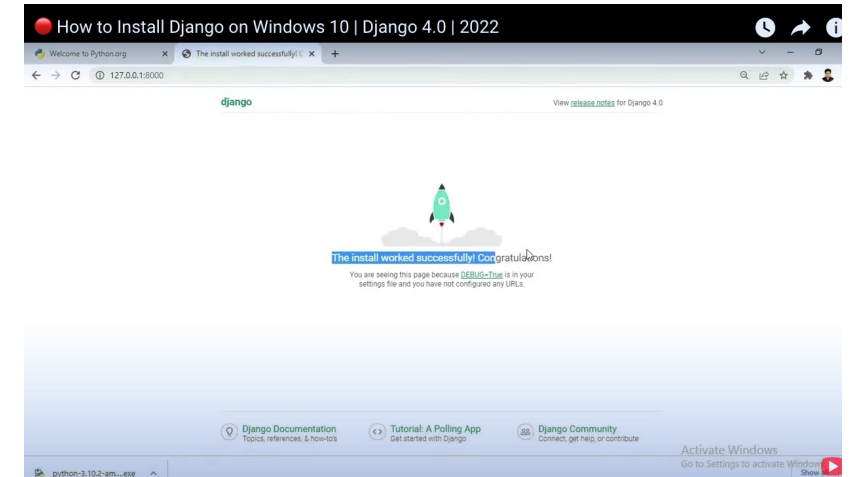 How to Install Django on Windows 10 | Django 4.0 | 2022
Welcome to Python.org
The install worked successfully! C
127.0.0.1:8000
django
View release notes for Django 4.0
The install worked successfully! Congratulations!
You are seeing this page because DEBUG=True is in your
settings file and you have not configured any URLs.
Django Documentation
Topics, references, & how-to's
Tutorial: A Polling App
Get started with Django
Django Community
Connect, get help, or contribute
Activate Windows
Go to Settings to activate Windows
python-3.10.2-am....exe
Show